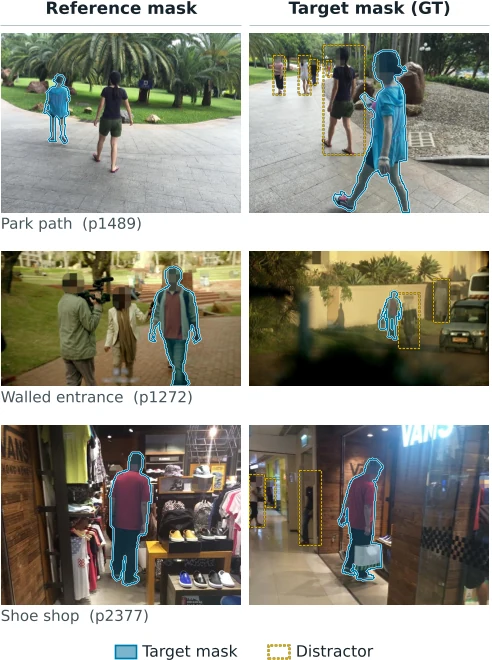 Reference mask
Target mask (GT)
Park path (p1489)
Walled entrance (p1272)
VANS
VANS
Shoe shop (p2377)
Target mask
Distractor